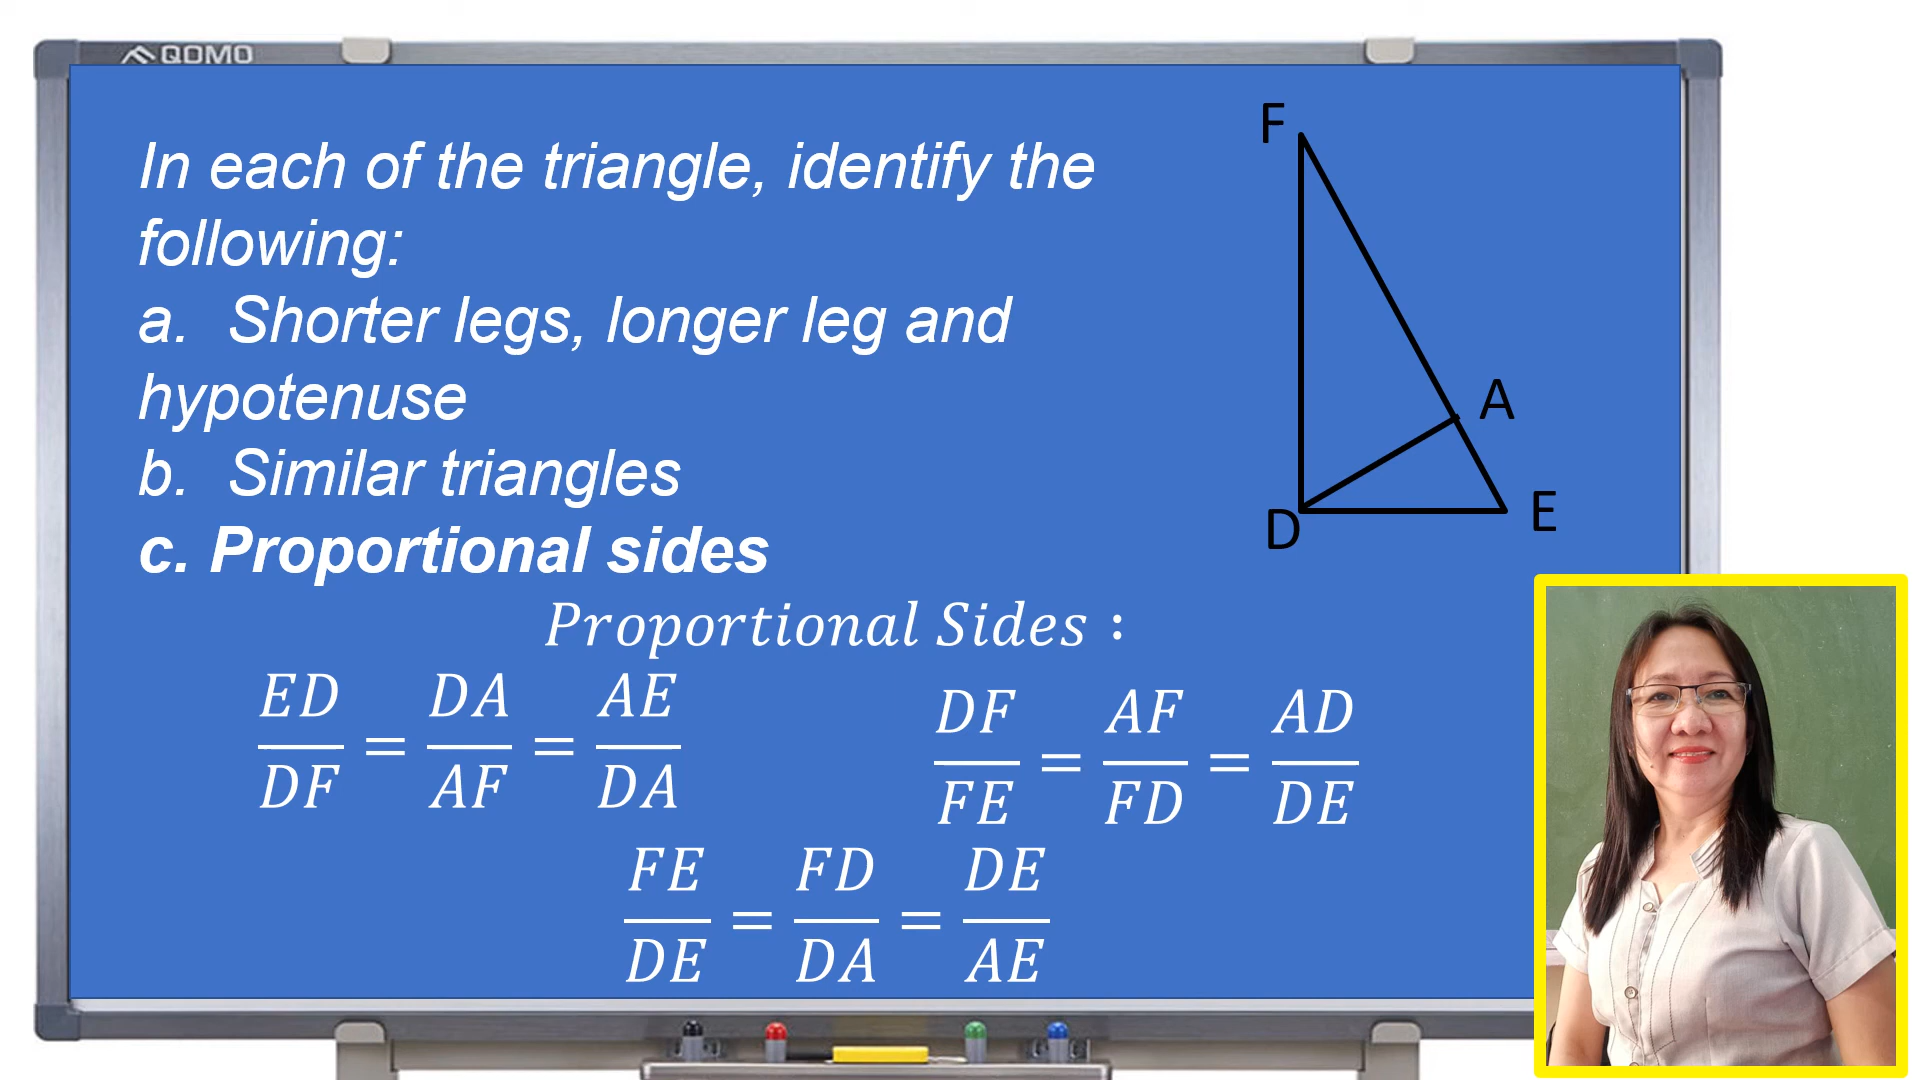 QOMO
In each of the triangle, identify the
following:
a. Shorter legs, longer leg and
hypotenuse
b. Similar triangles
c. Proportional sides
F
A
D
E
Proportional Sides :
ED/DF = DA/AF = AE/DA
DF/FE = AF/FD = AD/DE
FE/DE = FD/DA = DE/AE